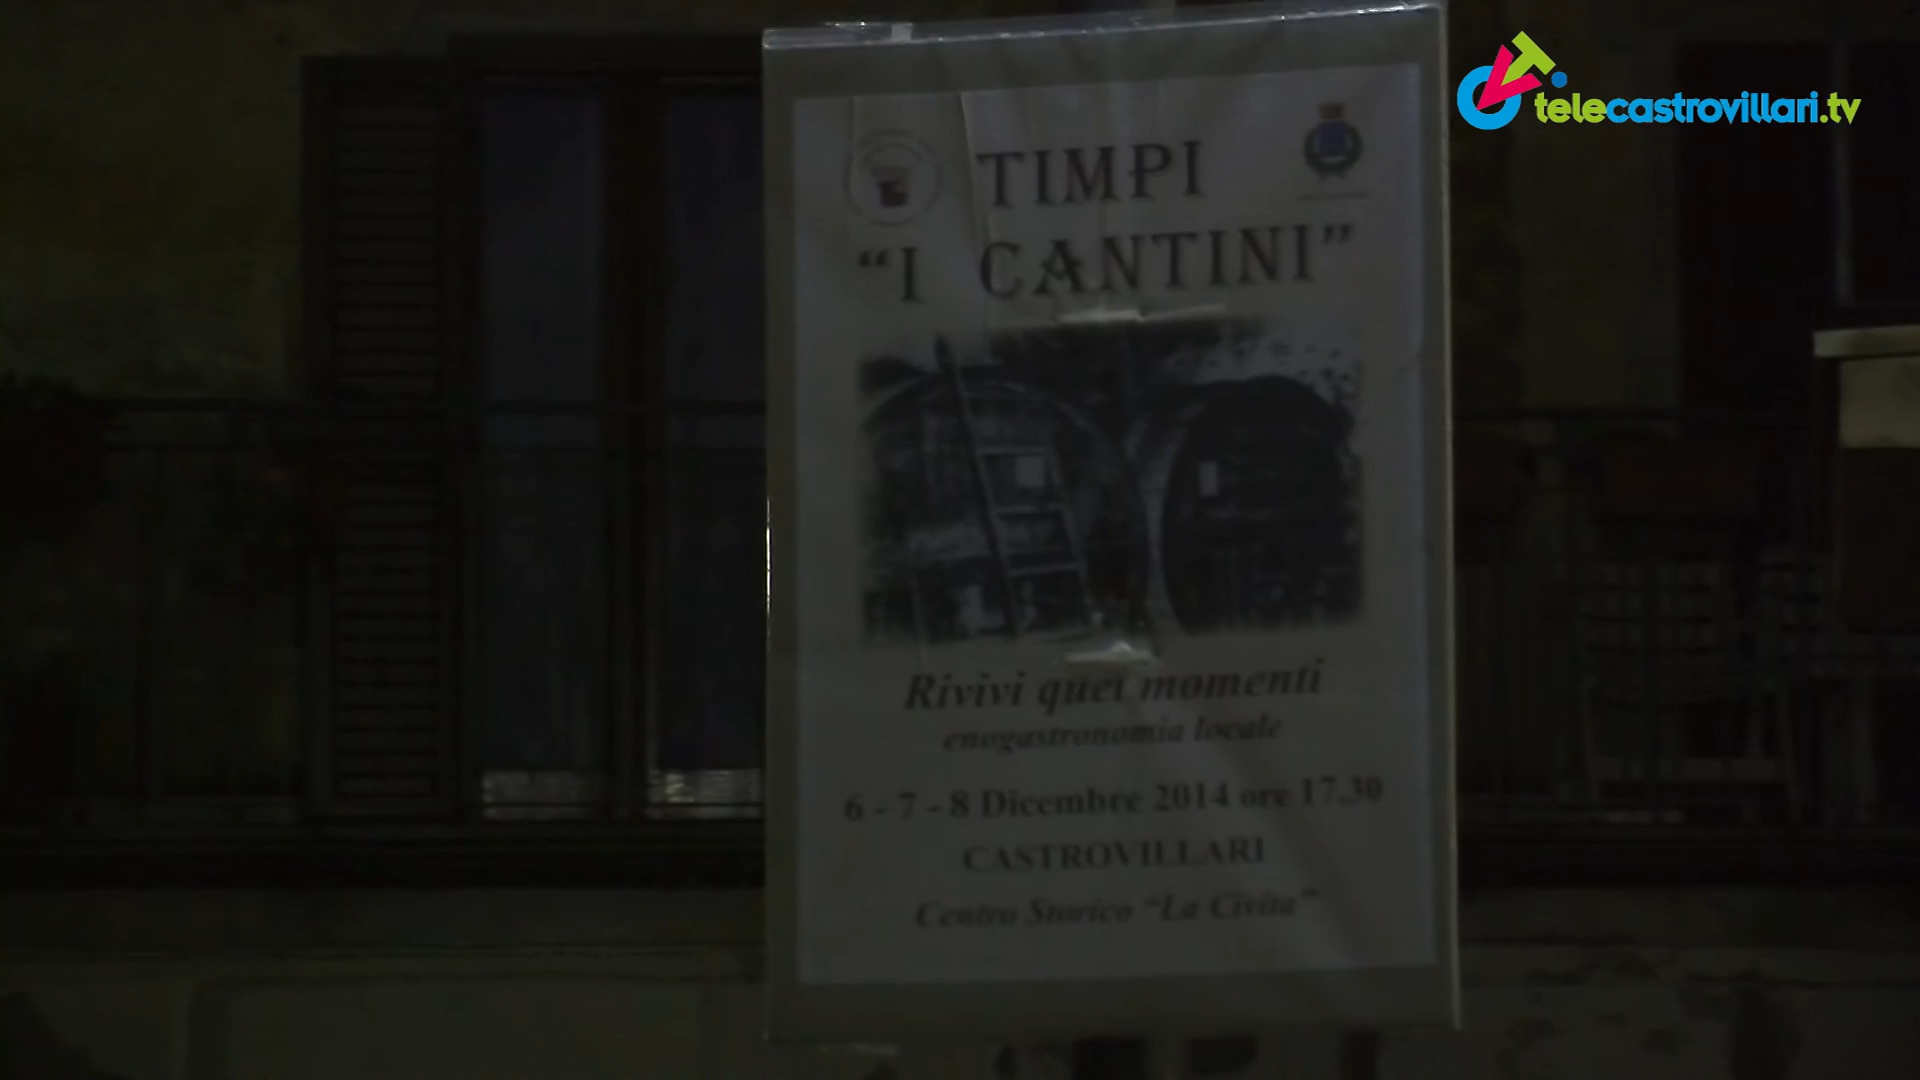 telecastrovillari.tv
TIMPI
“I CANTINI”
Rivivi quei momenti
enogastronomia locale
6 - 7 - 8 Dicembre 2014 ore 17.30
CASTROVILLARI
Centro Storico “La Civita”